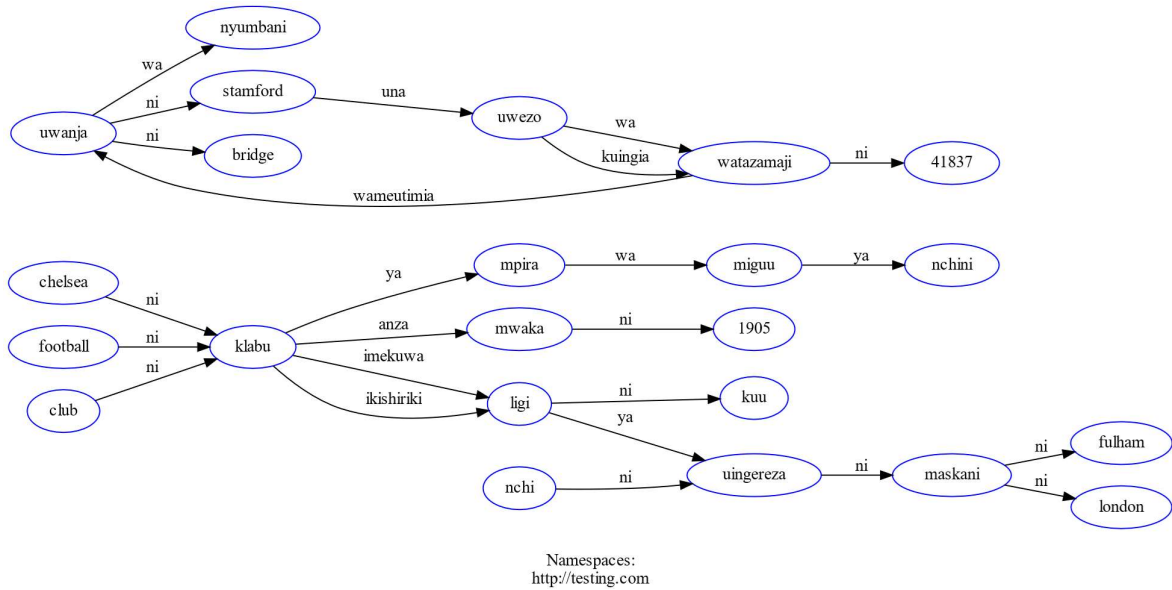 nyumbani
wa
stamford
una
ni
uwezo
wa
uwanja
ni
bridge
kuingia
watazamaji
ni
41837
wameutimia
chelsea
ni
ya
mpira
wa
miguu
ya
nchini
football
ni
klabu
anza
mwaka
ni
1905
imekuwa
club
ni
ikishiriki
ligi
ni
kuu
ya
nchi
ni
uingereza
ni
maskani
ni
fulham
ni
london
Namespaces:
http://testing.com